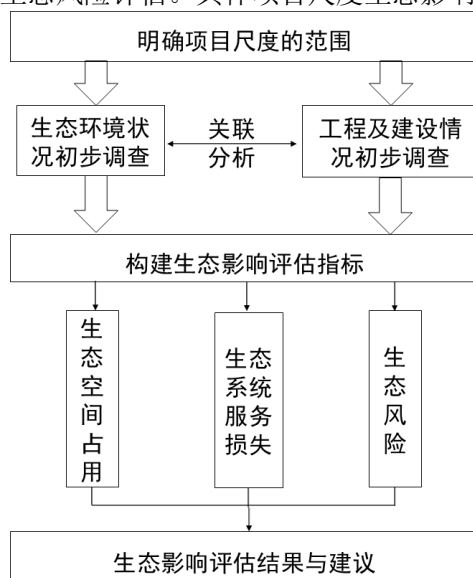 生态风险评估。具体项目尺度生态影响
明确项目尺度的范围
生态环境状
况初步调查
关联
分析
工程及建设情
况初步调查
构建生态影响评估指标
生态空间占用
生态
系统
服务
损失
生态风险
生态影响评估结果与建议